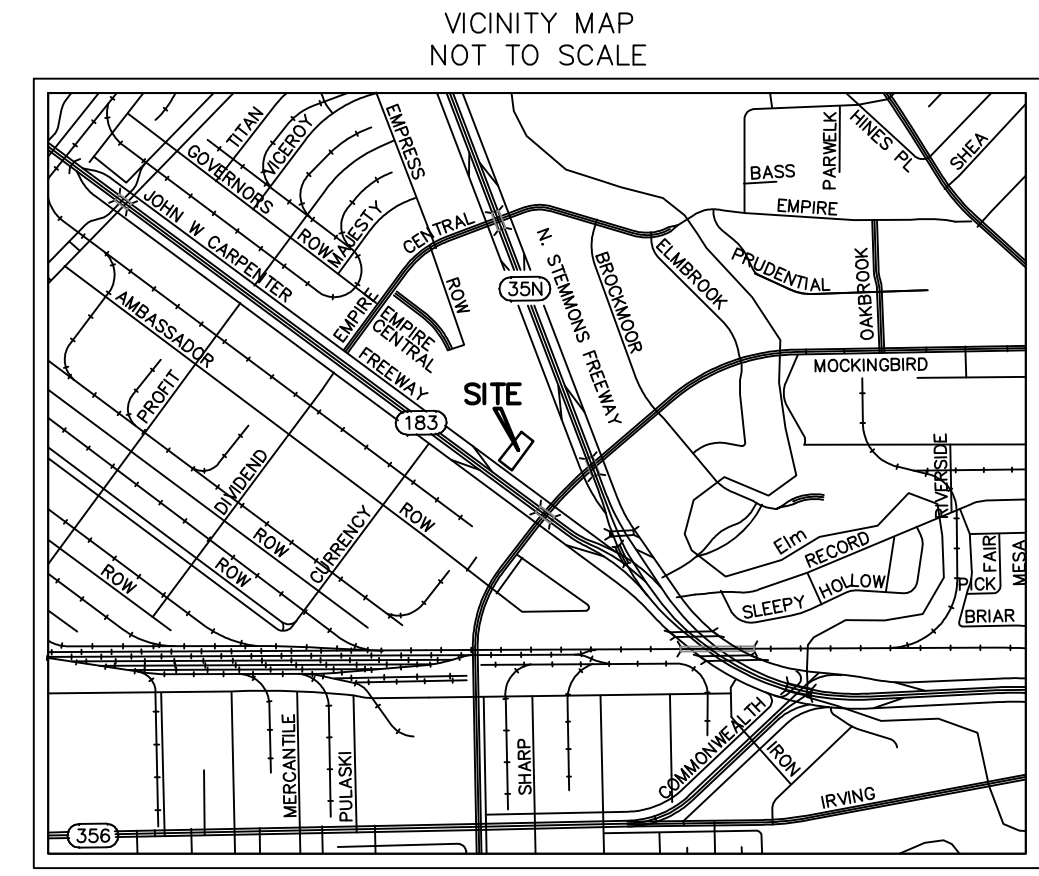 VICINITY MAP
NOT TO SCALE
TITAN
VICEROY
EMPRESS
GOVERNORS
ROW
MAJESTY
JOHN W CARPENTER
FREEWAY
CENTRAL
EMPIRE
EMPIRE
CENTRAL
ROW
35N
N. STEMMONS FREEWAY
BROCKMOOR
ELMBROOK
BASS
PARWELK
HINES PL
SHEA
EMPIRE
PRUDENTIAL
OAKBROOK
MOCKINGBIRD
AMBASSADOR
PROFIT
183
SITE
DIVIDEND
CURRENCY
ROW
ROW
ROW
ROW
RIVERSIDE
Elm
RECORD
SLEEPY
HOLLOW
FAIR
MESA
PICK
BRIAR
MERCANTILE
PULASKI
SHARP
COMMONWEALTH
IRON
IRVING
356